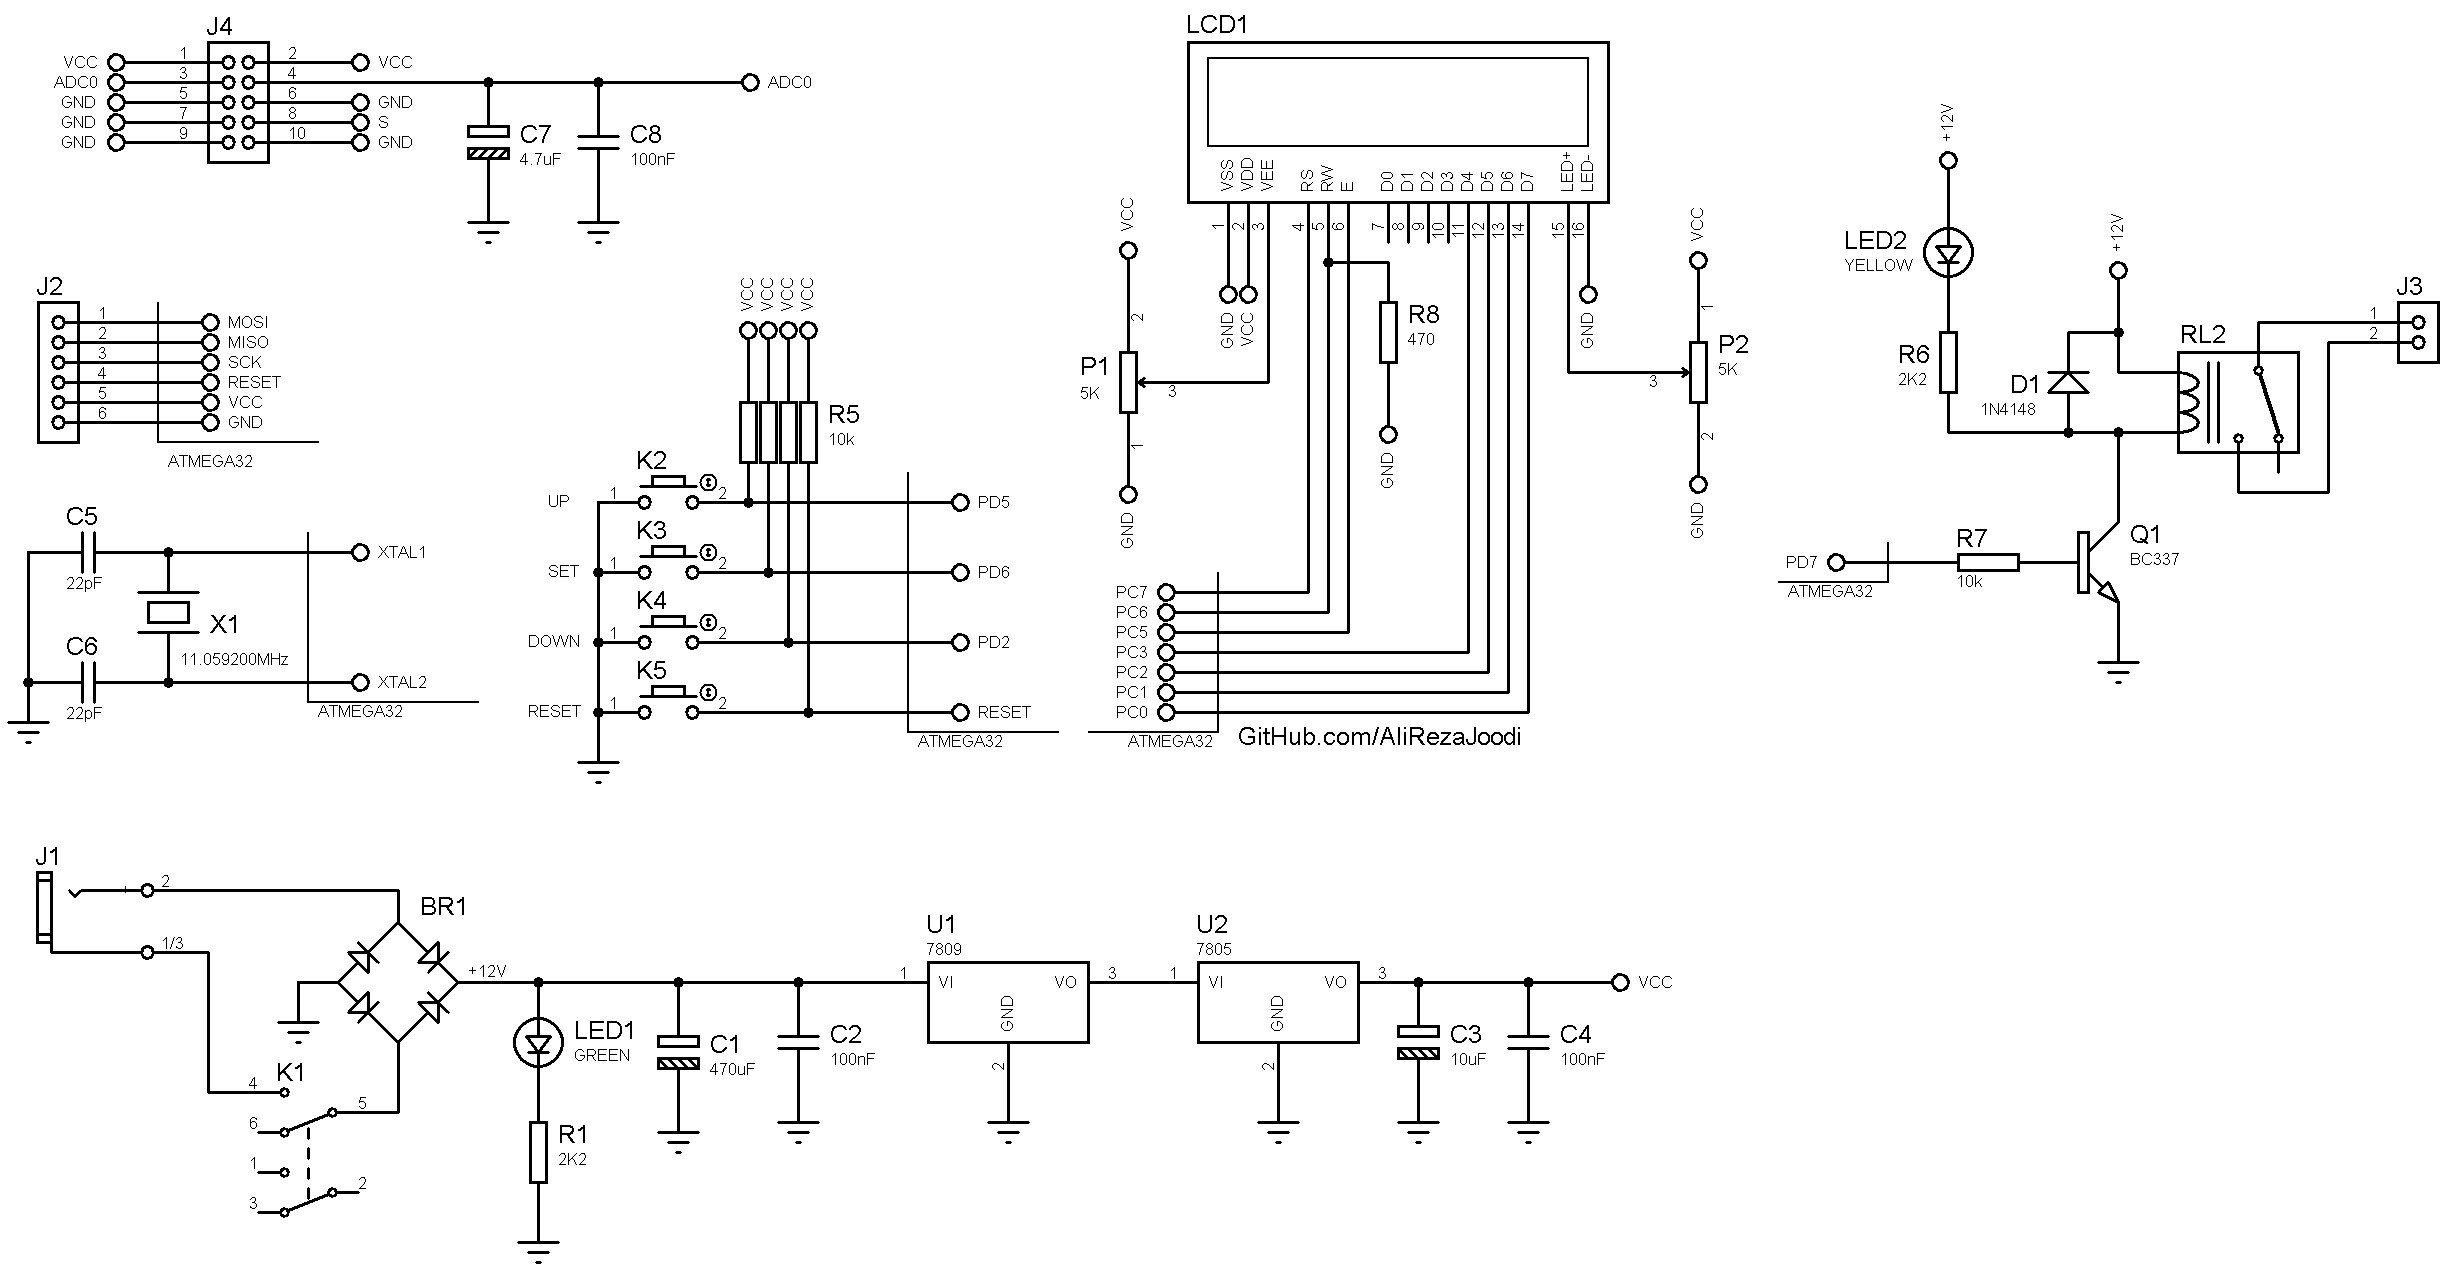 J4
VCC 1 2 VCC
ADC0 3 4 ADC0
GND 5 6 GND
GND 7 8 S
GND 9 10 GND
C7
4.7uF
C8
100nF
J2
1 MOSI
2 MISO
3 SCK
4 RESET
5 VCC
6 GND
ATMEGA32
C5
22pF
XTAL1
X1
11.059200MHz
C6
22pF
XTAL2
ATMEGA32
VCC VCC VCC VCC
R5
10k
K2
UP 1 2 PD5
K3
SET 1 2 PD6
K4
DOWN 1 2 PD2
K5
RESET 1 2 RESET
ATMEGA32
LCD1
VSS VDD VEE RS RW E D0 D1 D2 D3 D4 D5 D6 D7 LED+ LED-
1 2 3 4 5 6 7 8 9 10 11 12 13 14 15 16
GND VCC
GND
VCC
2
P1
5K
3
1
GND
R8
470
GND
VCC
1
P2
5K
3
2
GND
PC7
PC6
PC5
PC3
PC2
PC1
PC0
ATMEGA32
GitHub.com/AliRezaJoodi
+12V
LED2
YELLOW
R6
2K2
+12V
D1
1N4148
RL2
J3
1
2
Q1
BC337
R7
10k
PD7
ATMEGA32
J1
+ 2
1/3
BR1
+12V
K1
4
5
6
1
2
3
LED1
GREEN
R1
2K2
C1
470uF
C2
100nF
U1
7809
1 VI VO 3
GND
2
U2
7805
1 VI VO 3
GND
2
C3
10uF
C4
100nF
VCC